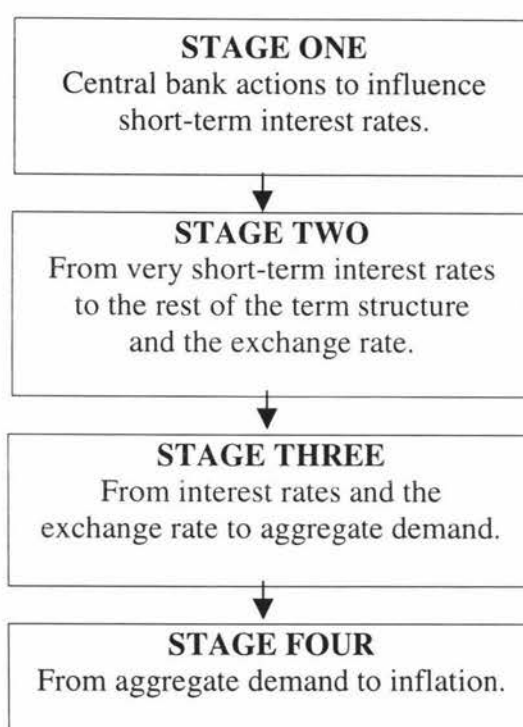 STAGE ONE
Central bank actions to influence
short-term interest rates.
STAGE TWO
From very short-term interest rates
to the rest of the term structure
and the exchange rate.
STAGE THREE
From interest rates and the
exchange rate to aggregate demand.
STAGE FOUR
From aggregate demand to inflation.